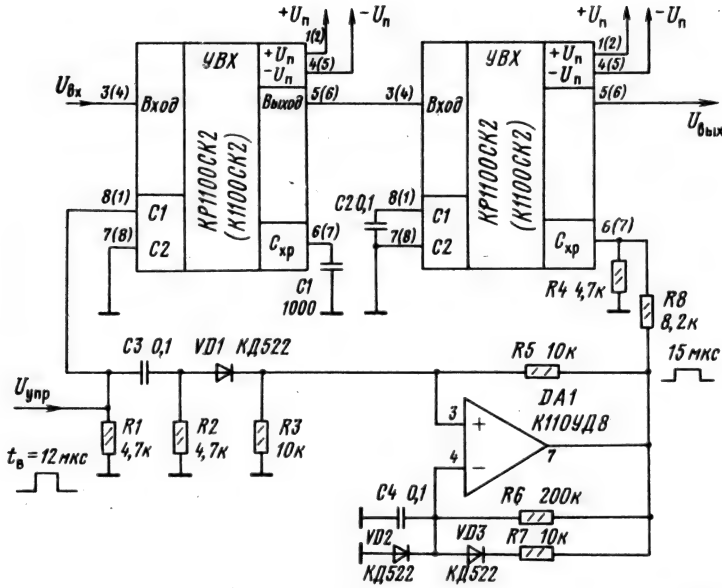 +Uп
-Uп
+Uп
-Uп
1(2)
4(5)
1(2)
4(5)
УВХ
+Uп
-Uп
УВХ
+Uп
-Uп
Uвх
3(4)
Вход
Выход
5(6)
3(4)
Вход
5(6)
Uвых
КР1100СК2
(К1100СК2)
КР1100СК2
(К1100СК2)
8(1)
C1
C2 0,1
8(1)
C1
7(8)
C2
Cхр
6(7)
7(8)
C2
Cхр
6(7)
C1
1000
R4 4,7к
R8
8,2к
C3 0,1
VD1 КД522
R5 10к
15 мкс
Uупр
DA1
К110УД8
R1
4,7к
R2
4,7к
R3
10к
3
+
4
−
7
tв = 12 мкс
C4 0,1
R6 200к
VD2
VD3
R7 10к
КД522
КД522